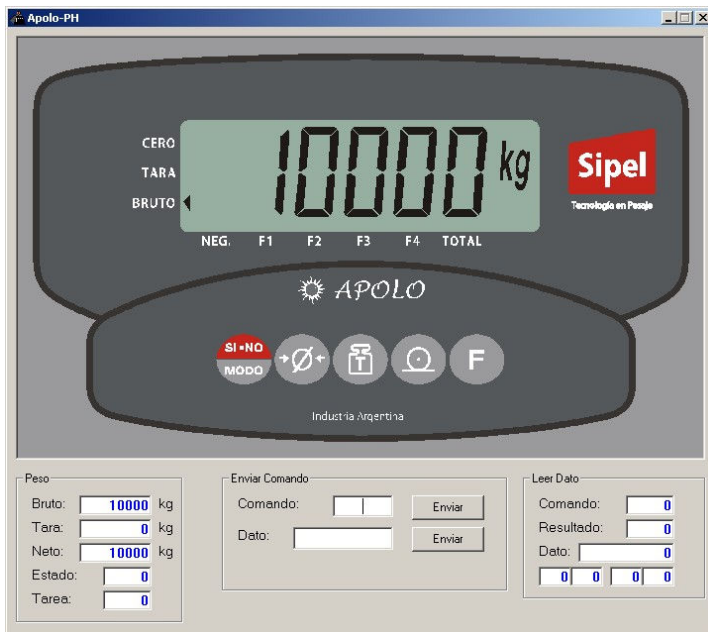 Apolo-PH
CERO
TARA
BRUTO
10000 kg
NEG. F1 F2 F3 F4 TOTAL
Sipel
Tecnología en Pesaje
APOLO
SI▪NO
MODO
T
F
Industria Argentina
Peso
Bruto: 10000 kg
Tara: 0 kg
Neto: 10000 kg
Estado: 0
Tarea: 0
Enviar Comando
Comando: Enviar
Dato: Enviar
Leer Dato
Comando: 0
Resultado: 0
Dato: 0
0 0 0 0